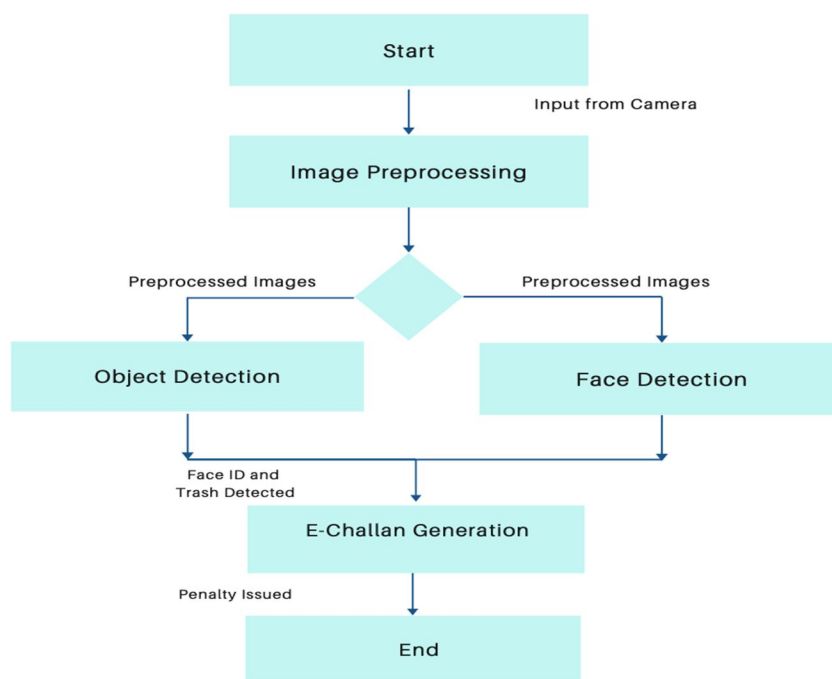 Start
Input from Camera
Image Preprocessing
Preprocessed Images
Preprocessed Images
Object Detection
Face Detection
Face ID and
Trash Detected
E-Challan Generation
Penalty Issued
End